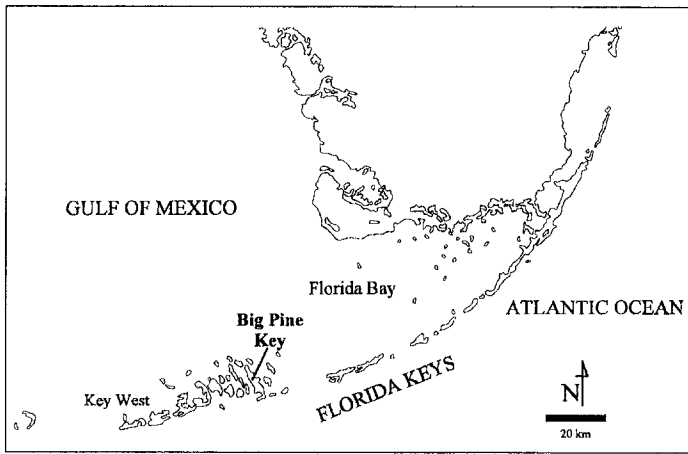 GULF OF MEXICO
Florida Bay
ATLANTIC OCEAN
Big Pine
Key
Key West
FLORIDA KEYS
N
20 km